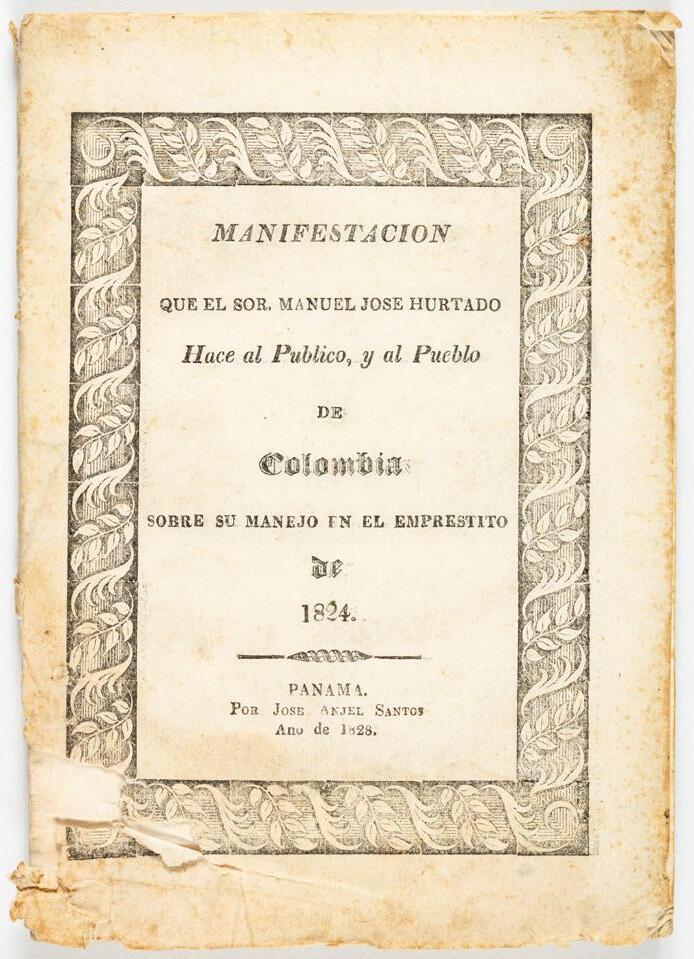 MANIFESTACION
QUE EL SOR. MANUEL JOSE HURTADO
Hace al Publico, y al Pueblo
DE
Colombia
SOBRE SU MANEJO EN EL EMPRESTITO
de
1824.
PANAMA.
POR JOSE ANJEL SANTOS
Ano de 1828.